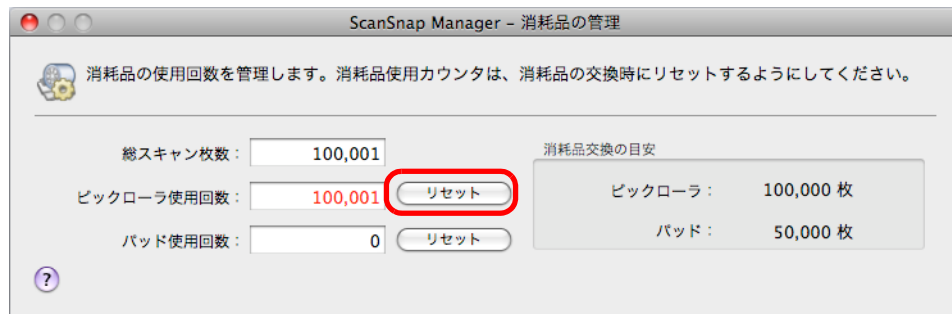 ScanSnap Manager – 消耗品の管理
消耗品の使用回数を管理します。消耗品使用カウンタは、消耗品の交換時にリセットするようにしてください。
総スキャン枚数： 100,001
ピックローラ使用回数： 100,001 リセット
パッド使用回数： 0 リセット
消耗品交換の目安
ピックローラ： 100,000 枚
パッド： 50,000 枚
?